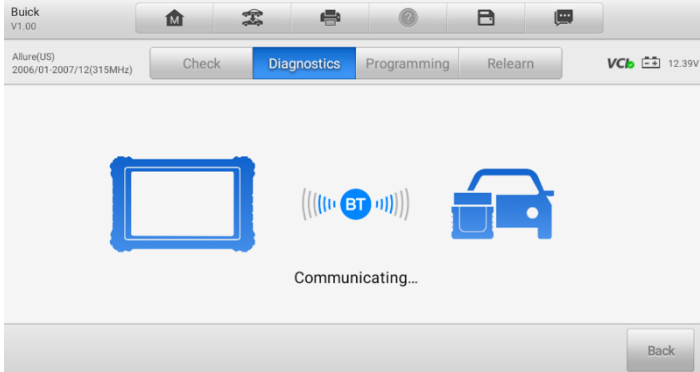 Buick
V1.00
M
?
Allure(US)
2006/01-2007/12(315MHz)
Check
Diagnostics
Programming
Relearn
VCI
12.39V
BT
Communicating...
Back